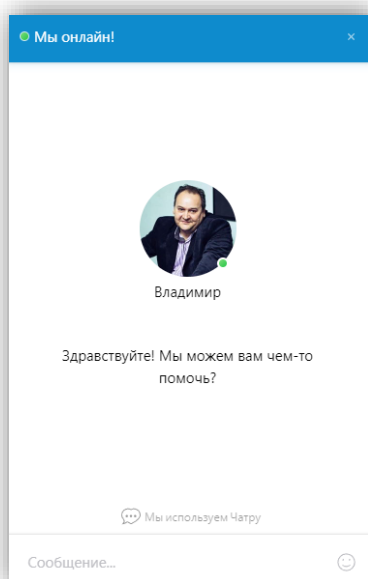 Мы онлайн!
Владимир
Здравствуйте! Мы можем вам чем-то
помочь?
Мы используем Чатру
Сообщение...